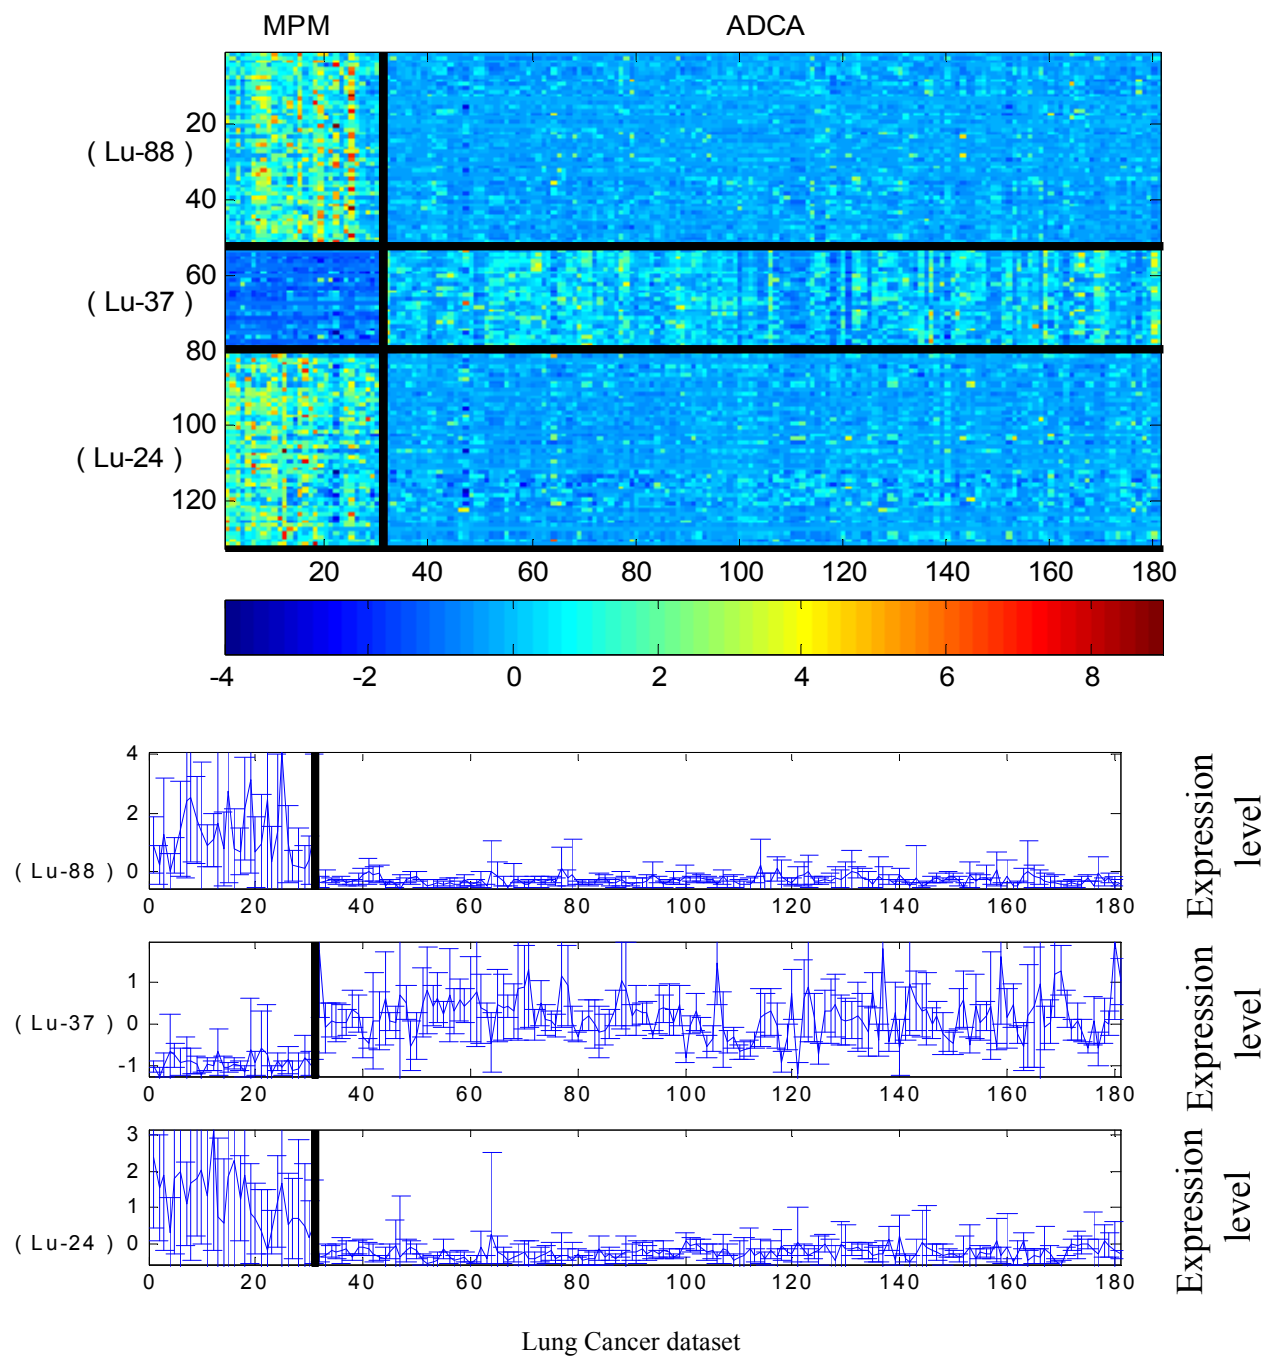 MPM ADCA
20
( Lu-88 )
40
60
( Lu-37 )
80
100
( Lu-24 )
120
20 40 60 80 100 120 140 160 180
-4 -2 0 2 4 6 8
4
2
( Lu-88 ) 0
0 20 40 60 80 100 120 140 160 180
Expression
level
1
( Lu-37 ) 0
-1
0 20 40 60 80 100 120 140 160 180
Expression
level
3
2
1
( Lu-24 ) 0
0 20 40 60 80 100 120 140 160 180
Expression
level
Lung Cancer dataset